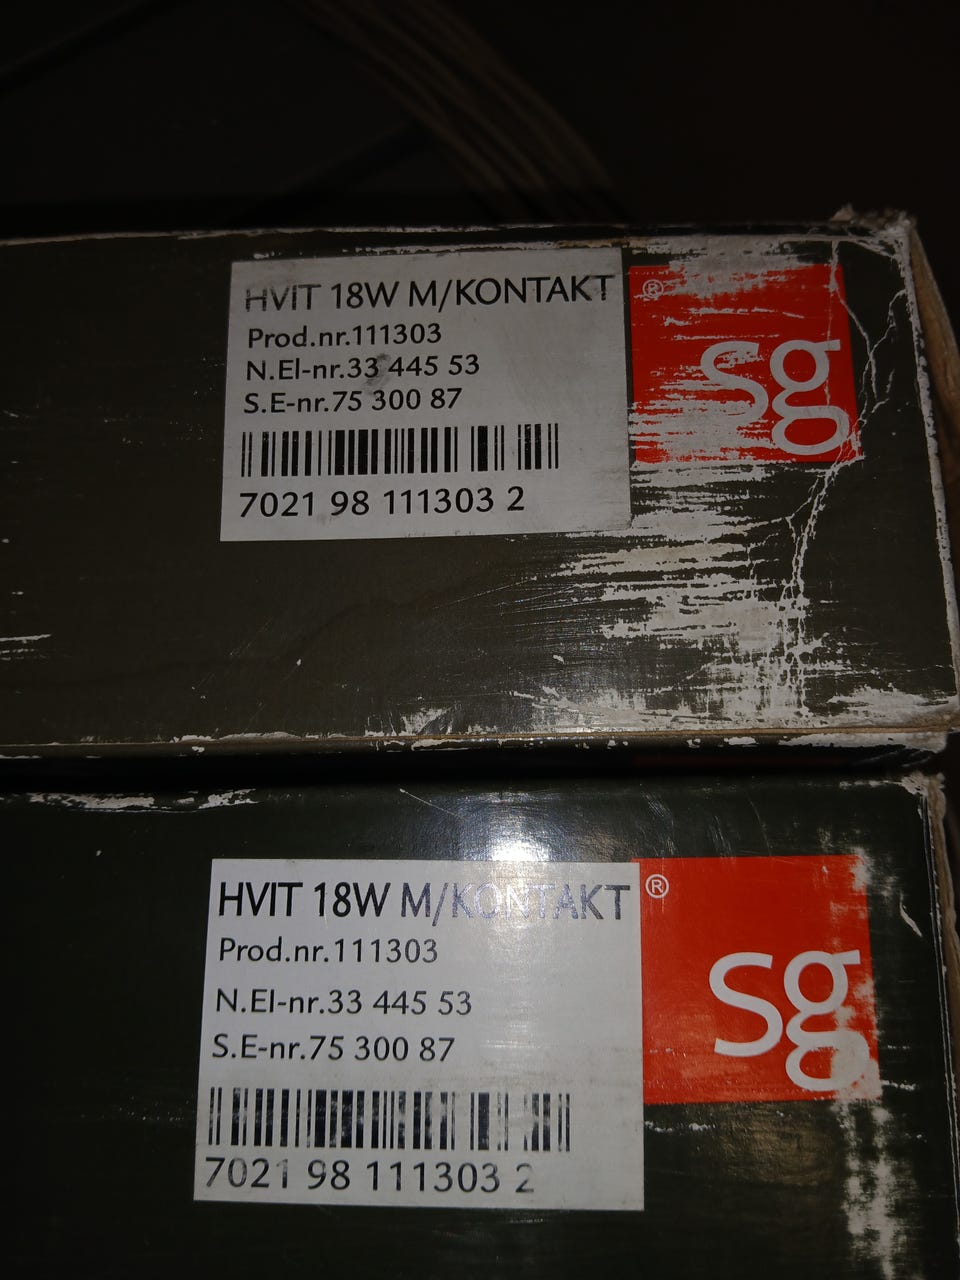 HVIT 18W M/KONTAKT
Prod.nr.111303
N.El-nr.33 445 53
S.E-nr.75 300 87
7021 98 111303 2
®
sg
HVIT 18W M/KONTAKT
Prod.nr.111303
N.El-nr.33 445 53
S.E-nr.75 300 87
7021 98 111303 2
®
sg